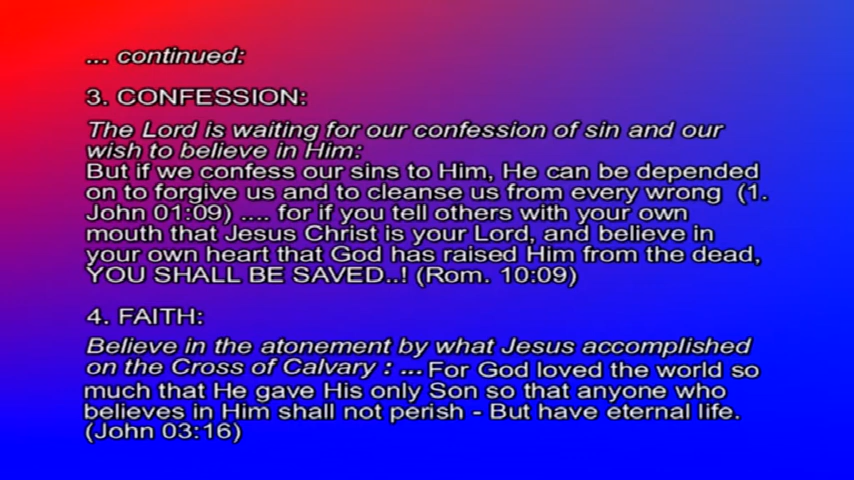 ... continued:
3. CONFESSION:
The Lord is waiting for our confession of sin and our
wish to believe in Him:
But if we confess our sins to Him, He can be depended
on to forgive us and to cleanse us from every wrong (1.
John 01:09) .... for if you tell others with your own
mouth that Jesus Christ is your Lord, and believe in
your own heart that God has raised Him from the dead,
YOU SHALL BE SAVED..! (Rom. 10:09)
4. FAITH:
Believe in the atonement by what Jesus accomplished
on the Cross of Calvary : ... For God loved the world so
much that He gave His only Son so that anyone who
believes in Him shall not perish - But have eternal life.
(John 03:16)